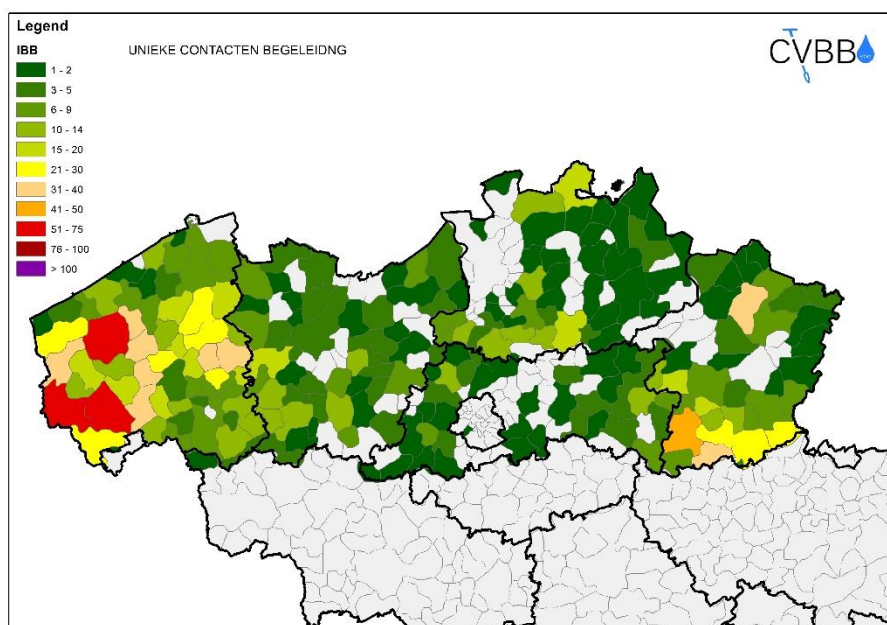 Legend
IBB
UNIEKE CONTACTEN BEGELEIDNG
CVBB
1 - 2
3 - 5
6 - 9
10 - 14
15 - 20
21 - 30
31 - 40
41 - 50
51 - 75
76 - 100
> 100